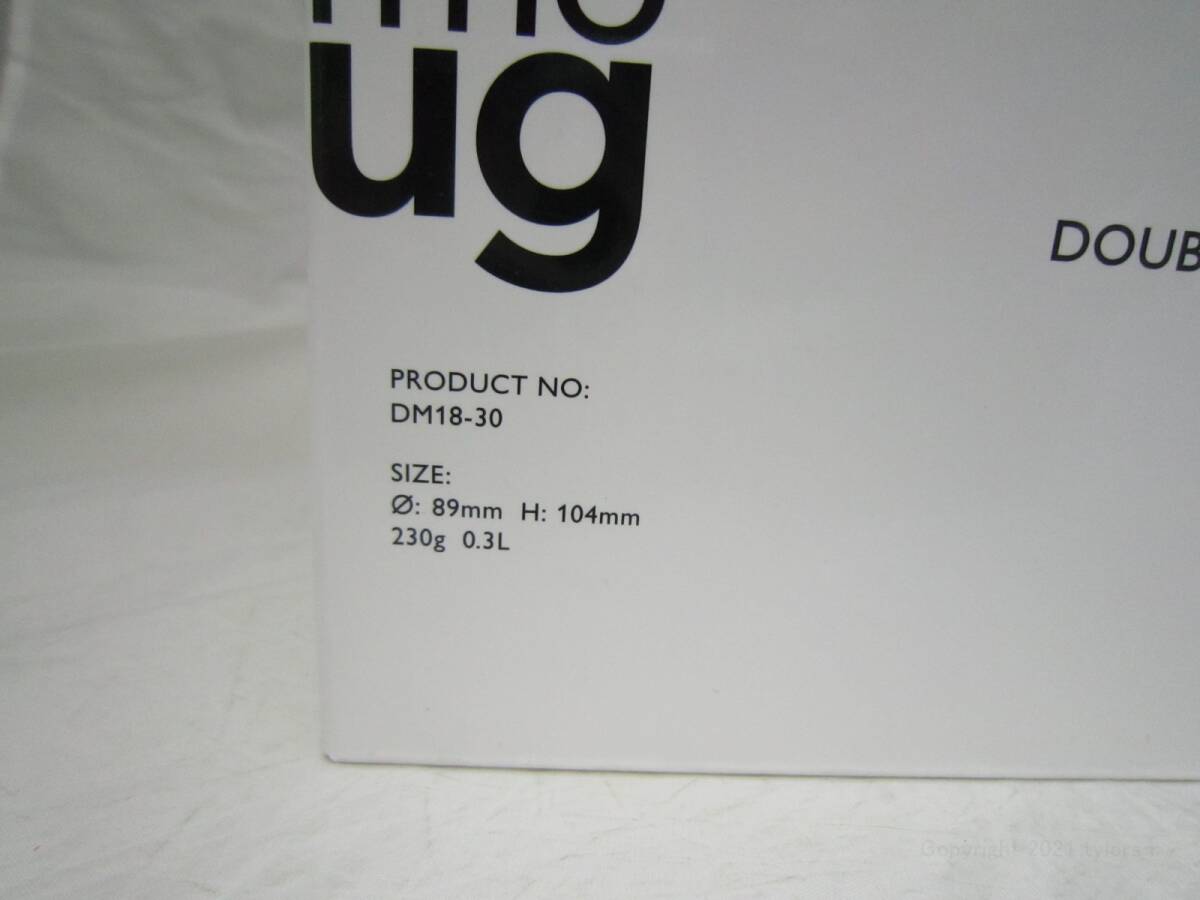 ug
DOUB
PRODUCT NO:
DM18-30
SIZE:
Ø: 89mm H: 104mm
230g 0.3L